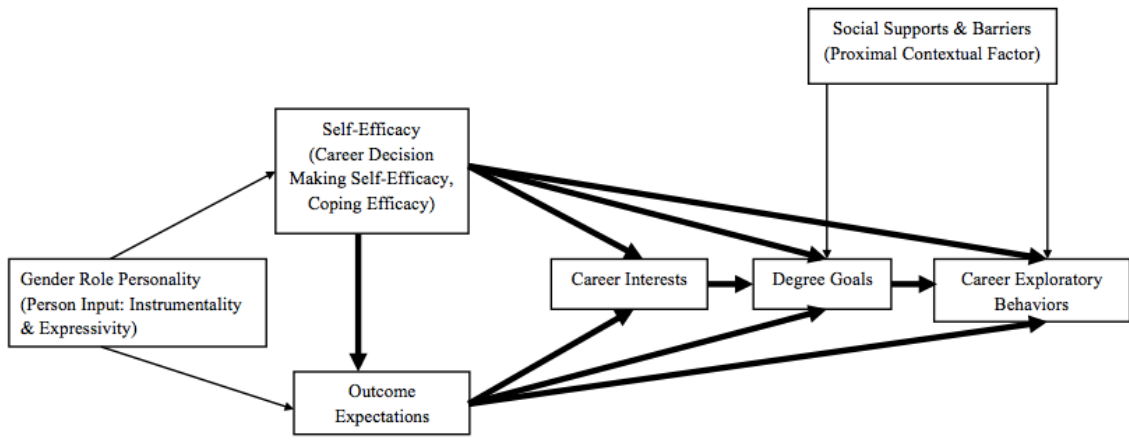 Social Supports & Barriers
(Proximal Contextual Factor)
Self-Efficacy
(Career Decision
Making Self-Efficacy,
Coping Efficacy)
Gender Role Personality
(Person Input: Instrumentality
& Expressivity)
Career Interests
Degree Goals
Career Exploratory
Behaviors
Outcome
Expectations